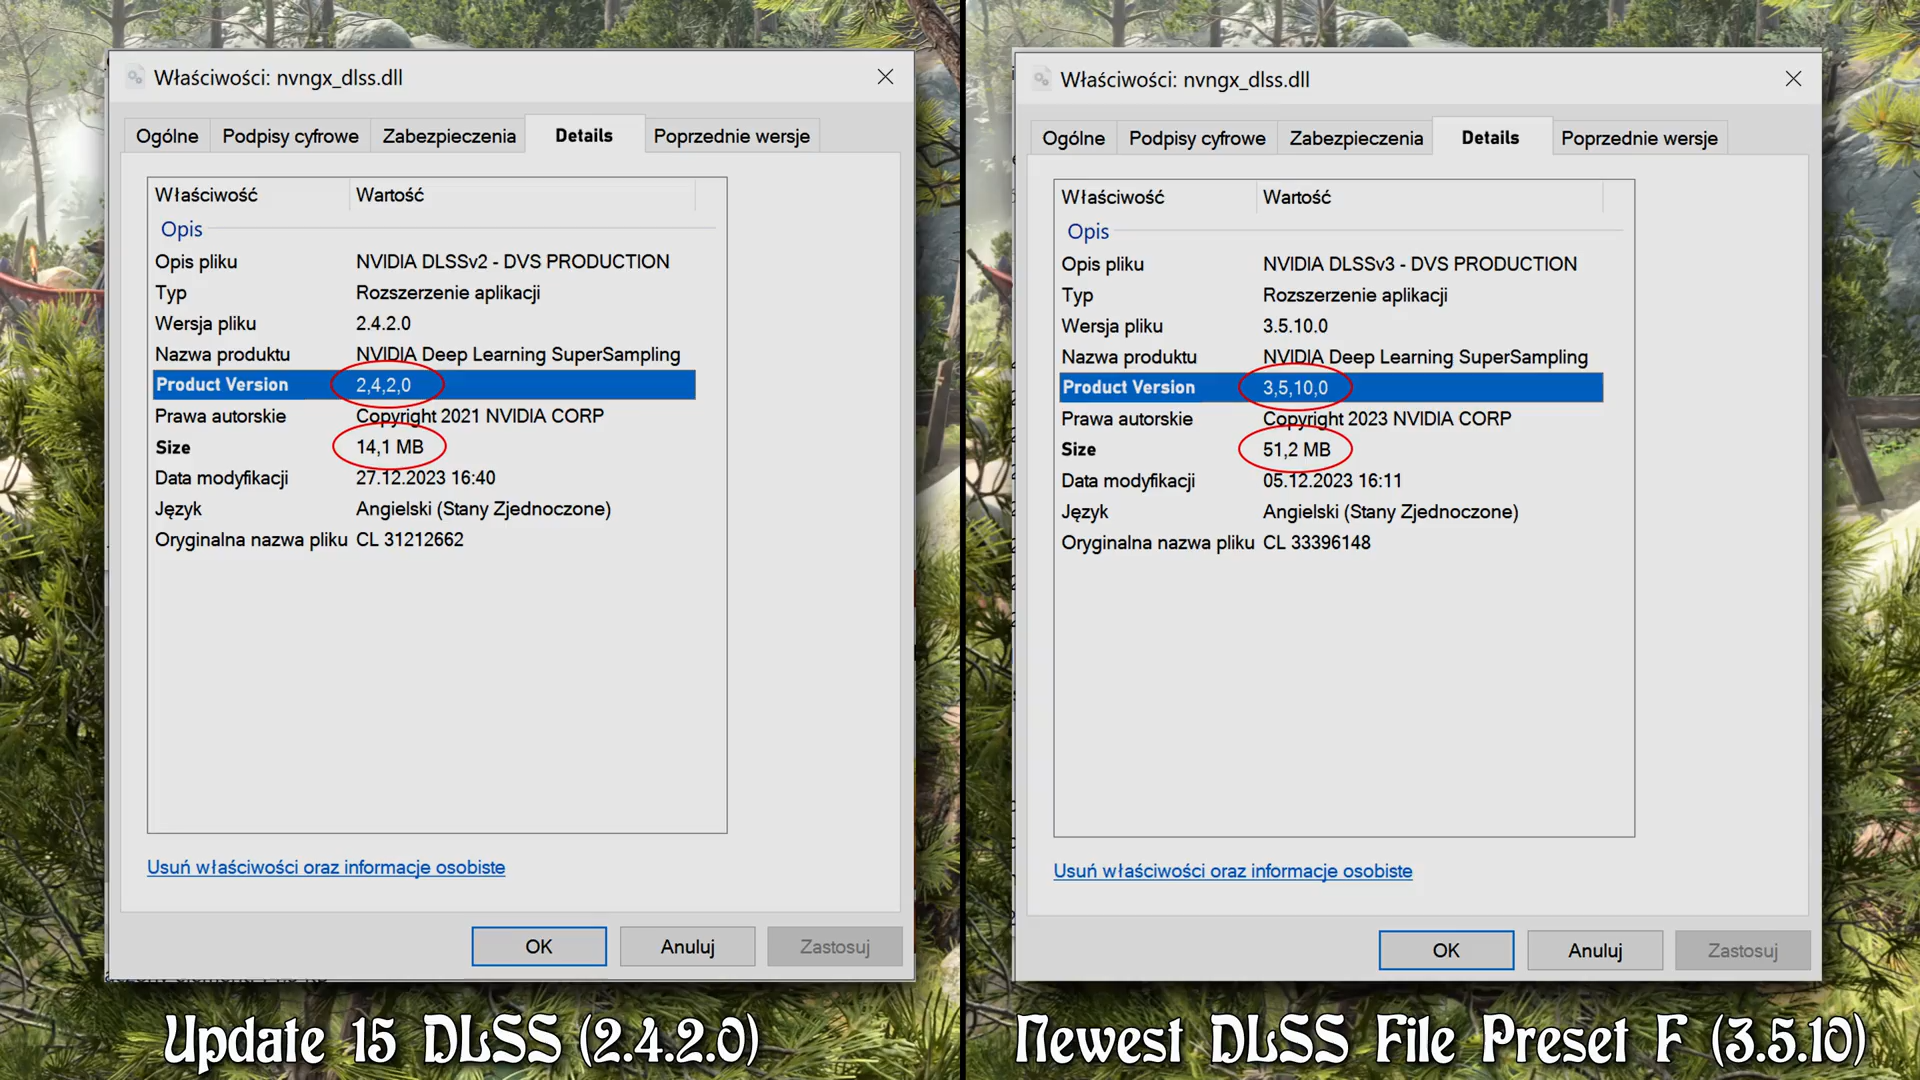 Właściwości: nvngx_dlss.dll
Ogólne Podpisy cyfrowe Zabezpieczenia Details Poprzednie wersje
Właściwość Wartość
Opis
Opis pliku NVIDIA DLSSv2 - DVS PRODUCTION
Typ Rozszerzenie aplikacji
Wersja pliku 2.4.2.0
Nazwa produktu NVIDIA Deep Learning SuperSampling
Product Version 2,4,2,0
Prawa autorskie Copyright 2021 NVIDIA CORP
Size 14,1 MB
Data modyfikacji 27.12.2023 16:40
Język Angielski (Stany Zjednoczone)
Oryginalna nazwa pliku CL 31212662
Usuń właściwości oraz informacje osobiste
OK Anuluj Zastosuj
Update 15 DLSS (2.4.2.0)
Właściwości: nvngx_dlss.dll
Ogólne Podpisy cyfrowe Zabezpieczenia Details Poprzednie wersje
Właściwość Wartość
Opis
Opis pliku NVIDIA DLSSv3 - DVS PRODUCTION
Typ Rozszerzenie aplikacji
Wersja pliku 3.5.10.0
Nazwa produktu NVIDIA Deep Learning SuperSampling
Product Version 3,5,10,0
Prawa autorskie Copyright 2023 NVIDIA CORP
Size 51,2 MB
Data modyfikacji 05.12.2023 16:11
Język Angielski (Stany Zjednoczone)
Oryginalna nazwa pliku CL 33396148
Usuń właściwości oraz informacje osobiste
OK Anuluj Zastosuj
Newest DLSS File Preset F (3.5.10)